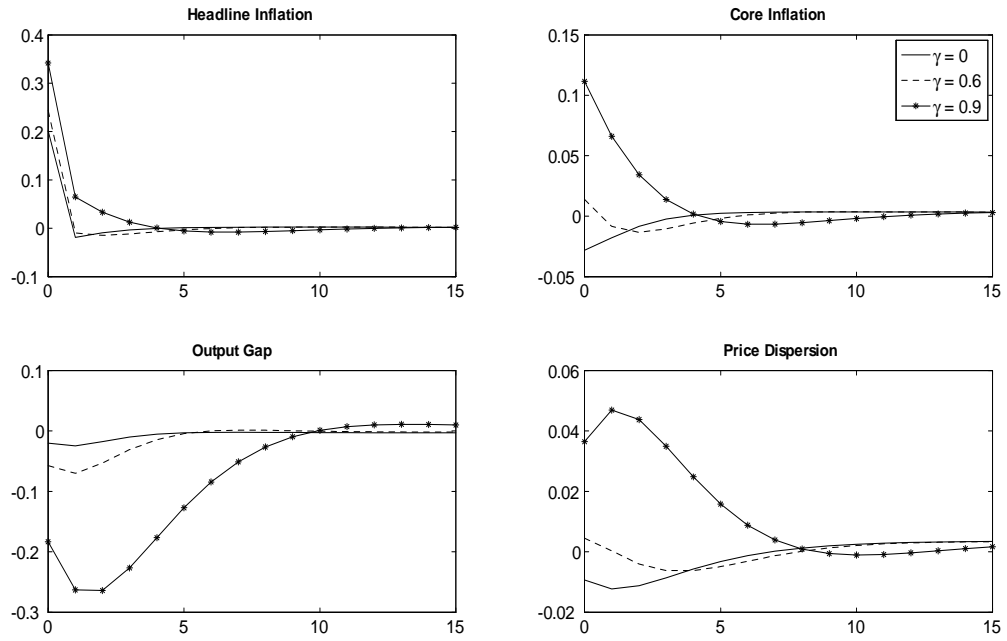 Headline Inflation
0.4
0.3
0.2
0.1
0
-0.1
0 5 10 15
Core Inflation
0.15
0.1
0.05
0
-0.05
0 5 10 15
γ = 0
γ = 0.6
γ = 0.9
Output Gap
0.1
0
-0.1
-0.2
-0.3
0 5 10 15
Price Dispersion
0.06
0.04
0.02
0
-0.02
0 5 10 15